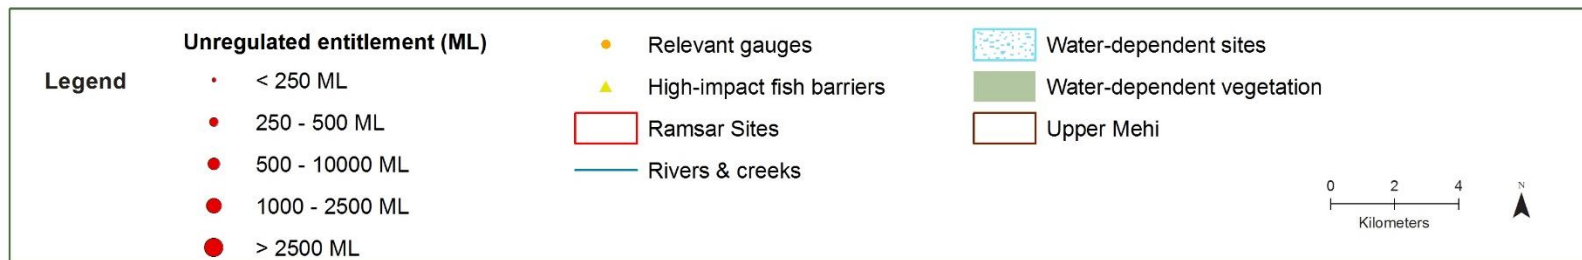 Legend
Unregulated entitlement (ML)
< 250 ML
250 - 500 ML
500 - 10000 ML
1000 - 2500 ML
> 2500 ML
Relevant gauges
High-impact fish barriers
Ramsar Sites
Rivers & creeks
Water-dependent sites
Water-dependent vegetation
Upper Mehi
0 2 4
Kilometers
N